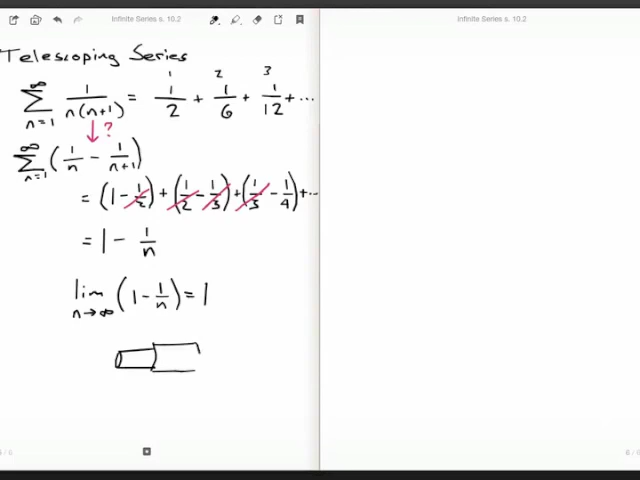 Infinite Series s. 10.2
Infinite Series s. 10.2
Telescoping Series
1 2 3
∞ Σ n=1 1/n(n+1) = 1/2 + 1/6 + 1/12 + ...
↓ ?
∞ Σ n=1 (1/n - 1/n+1)
= (1 - 1/2) + (1/2 - 1/3) + (1/3 - 1/4) + ...
= 1 - 1/n
lim n→∞ (1 - 1/n) = 1